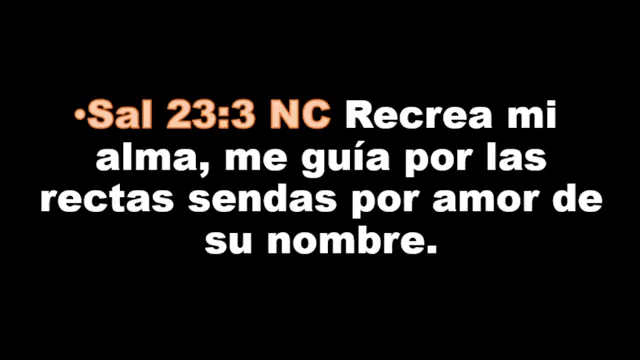 •Sal 23:3 NC Recrea mi
alma, me guía por las
rectas sendas por amor de
su nombre.